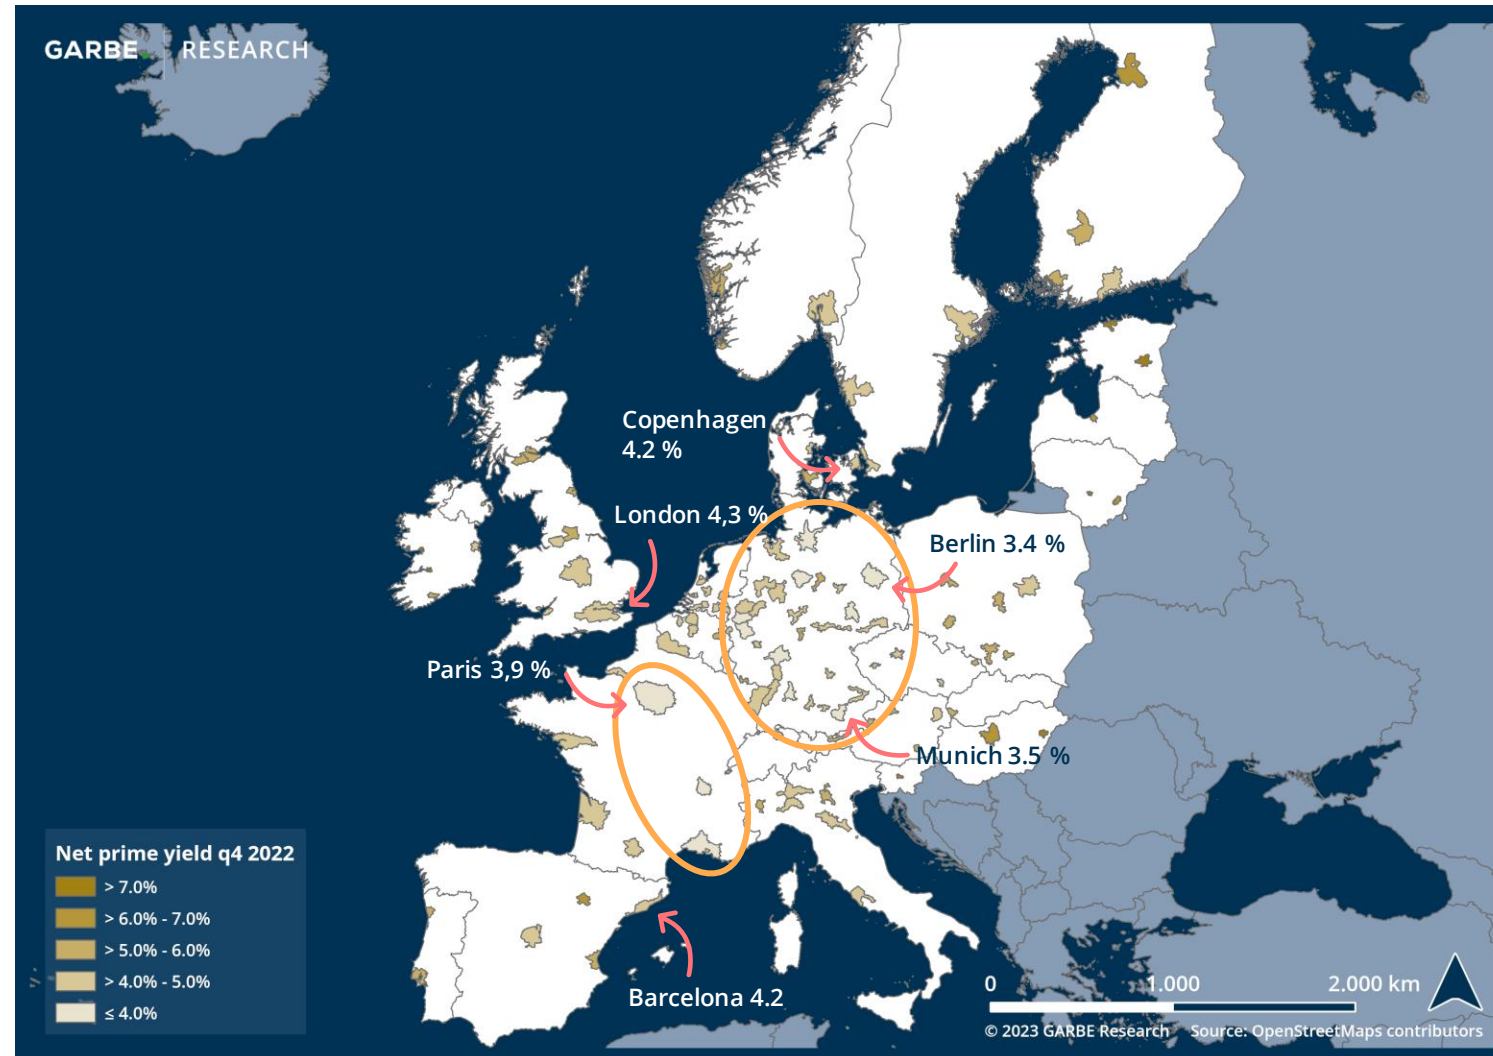 GARBE RESEARCH
Copenhagen
4.2 %
London 4,3 %
Berlin 3.4 %
Paris 3,9 %
Munich 3.5 %
Barcelona 4.2
Net prime yield q4 2022
> 7.0%
> 6.0% - 7.0%
> 5.0% - 6.0%
> 4.0% - 5.0%
≤ 4.0%
0 1.000 2.000 km
© 2023 GARBE Research Source: OpenStreetMaps contributors